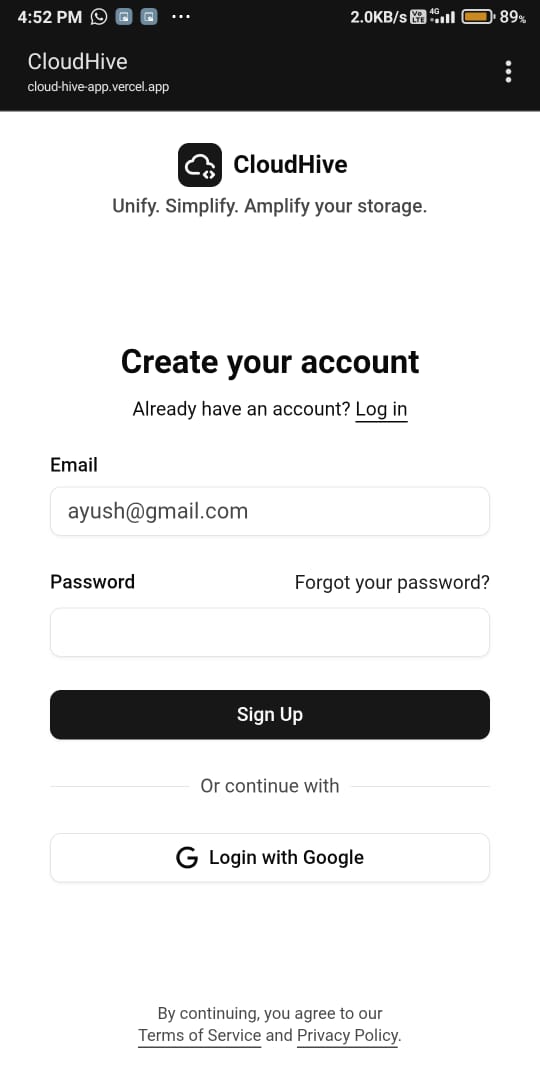 4:52 PM ... 2.0KB/s Vo LTE 4G 89%
CloudHive
cloud-hive-app.vercel.app
CloudHive
Unify. Simplify. Amplify your storage.
Create your account
Already have an account? Log in
Email
ayush@gmail.com
Password Forgot your password?
Sign Up
Or continue with
G Login with Google
By continuing, you agree to our
Terms of Service and Privacy Policy.